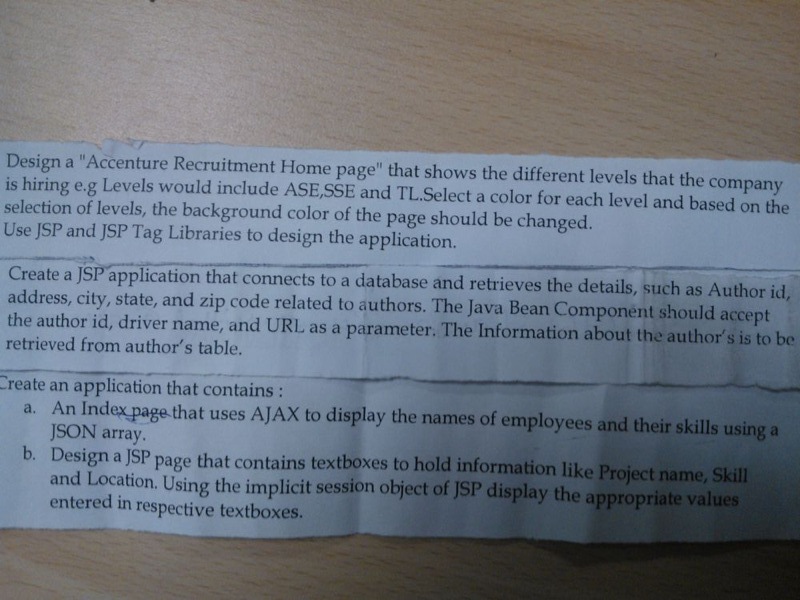 Design a "Accenture Recruitment Home page" that shows the different levels that the company
is hiring e.g Levels would include ASE,SSE and TL.Select a color for each level and based on the
selection of levels, the background color of the page should be changed.
Use JSP and JSP Tag Libraries to design the application.
Create a JSP application that connects to a database and retrieves the details, such as Author id,
address, city, state, and zip code related to authors. The Java Bean Component should accept
the author id, driver name, and URL as a parameter. The Information about the author's is to be
retrieved from author's table.
Create an application that contains :
a. An Index page that uses AJAX to display the names of employees and their skills using a
JSON array.
b. Design a JSP page that contains textboxes to hold information like Project name, Skill
and Location. Using the implicit session object of JSP display the appropriate values
entered in respective textboxes.